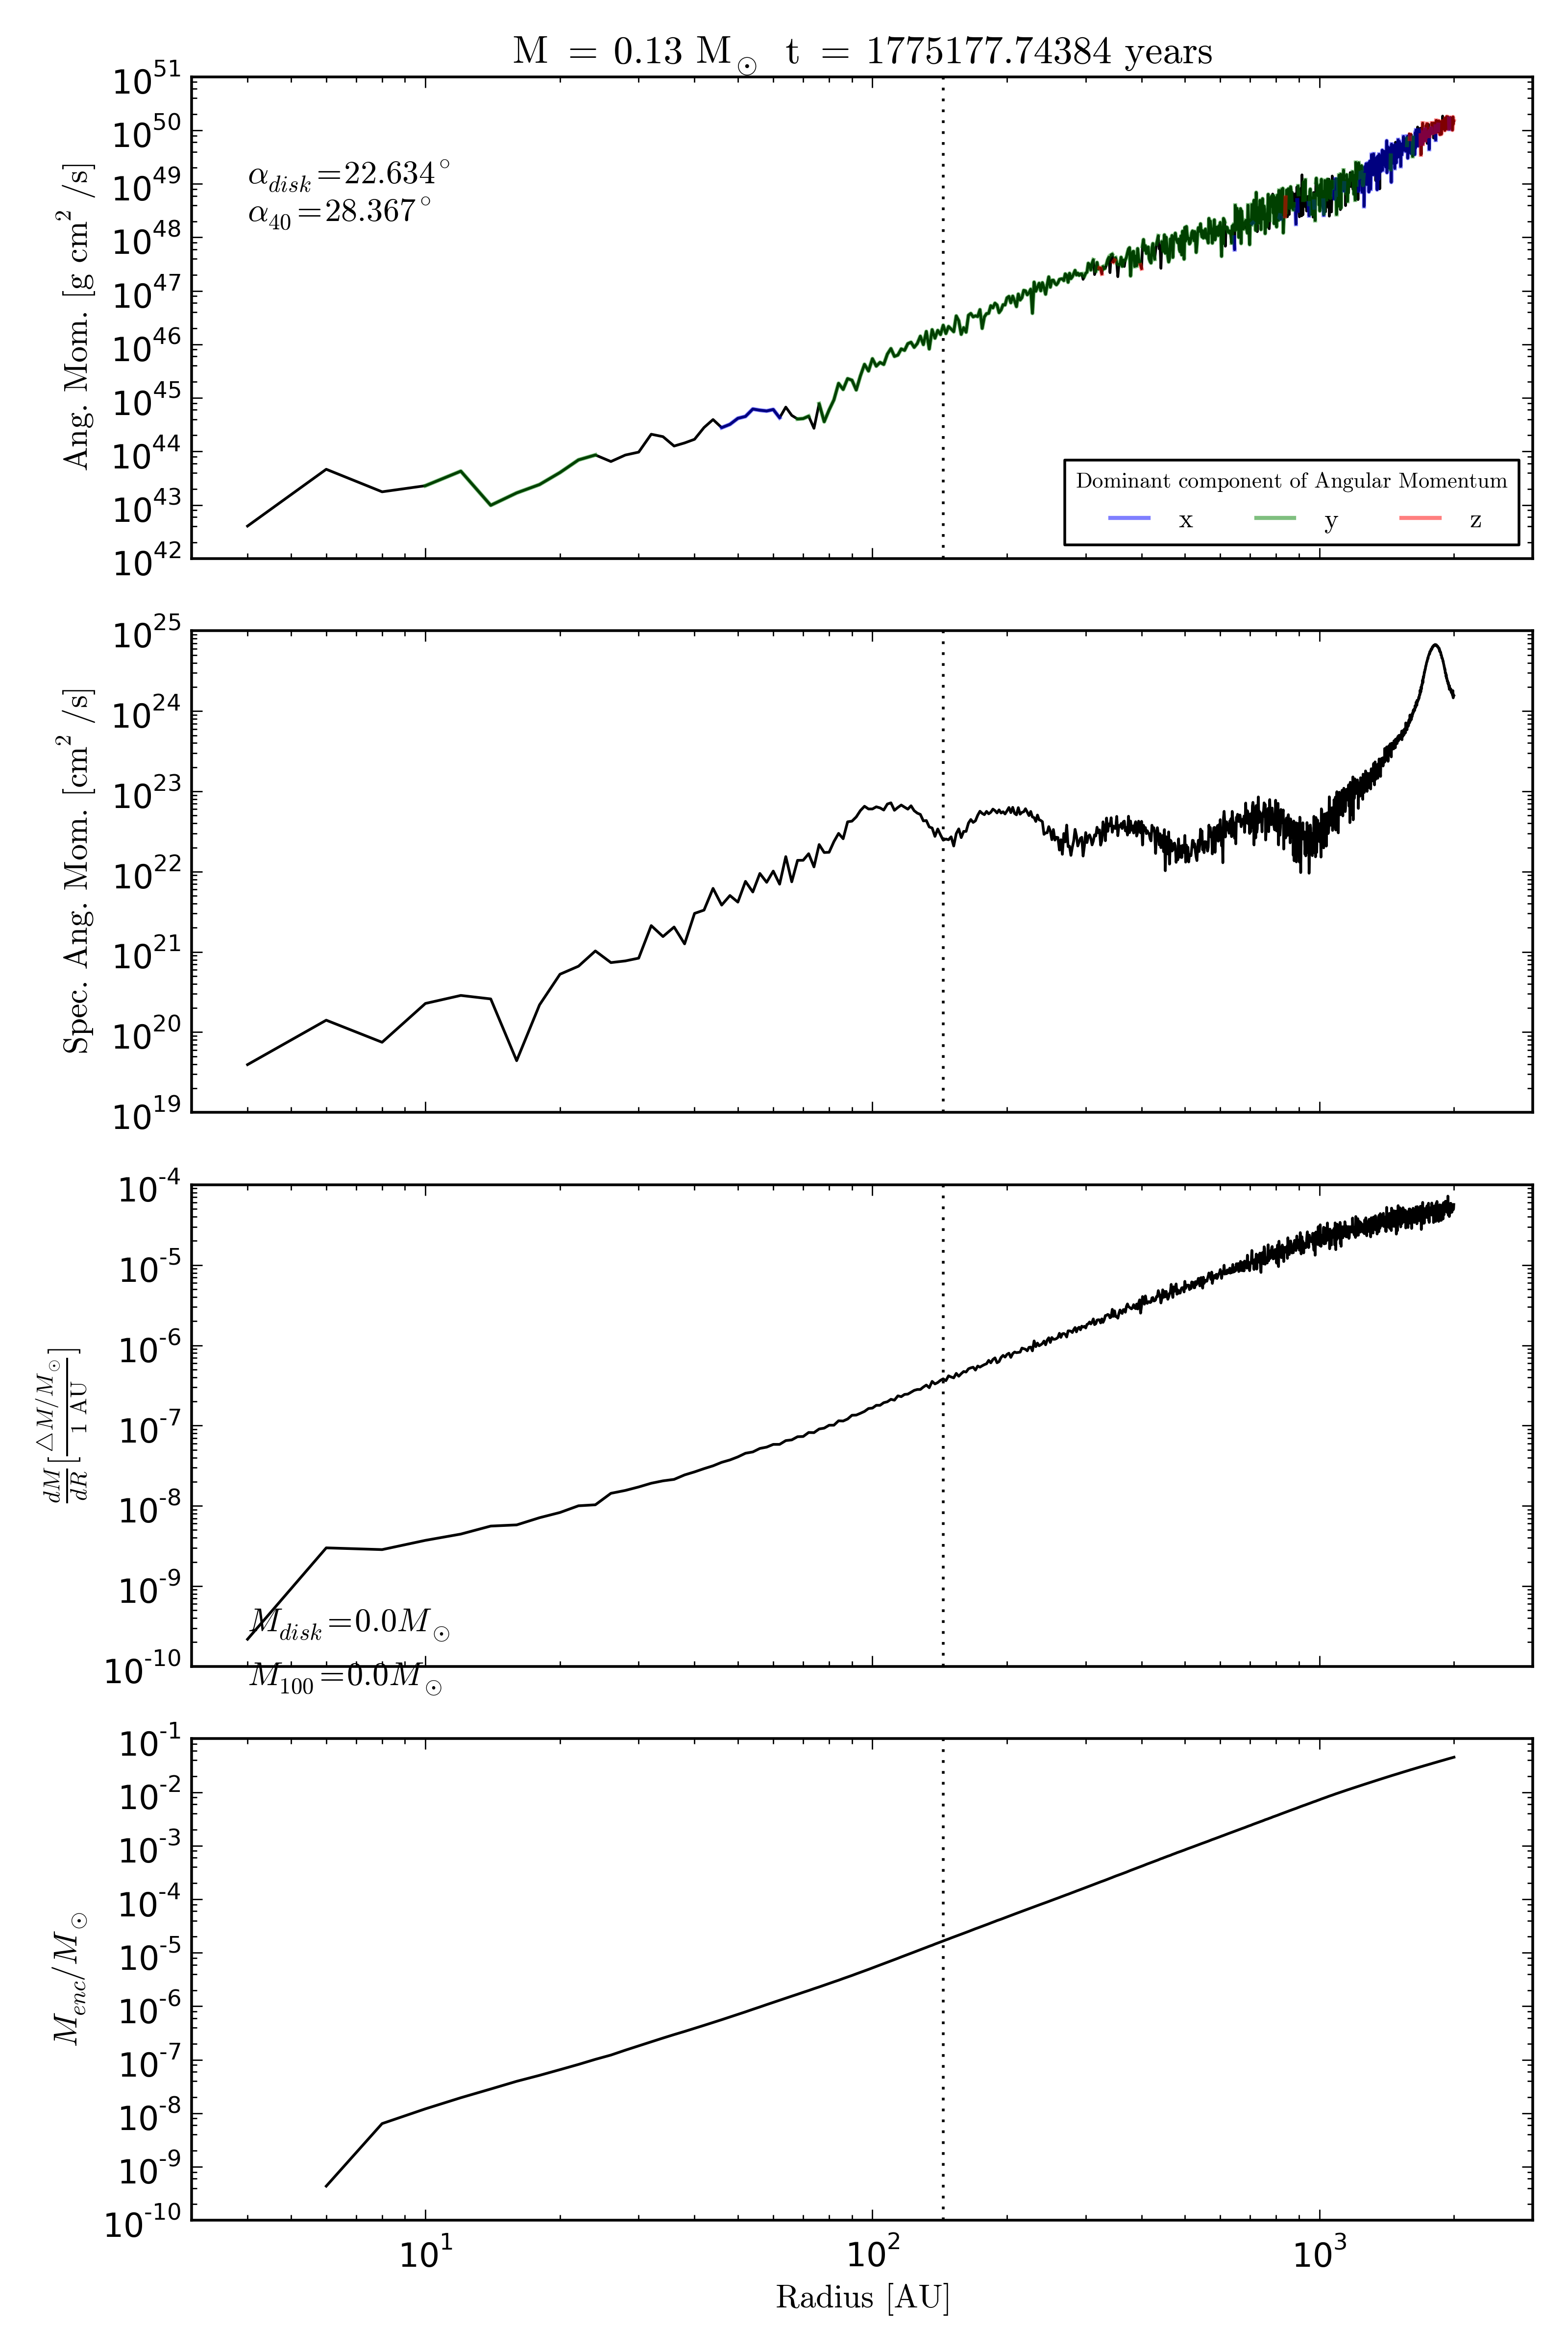 M = 0.13 M⊙ t = 1775177.74384 years
10^51
10^50
10^49
10^48
10^47
10^46
10^45
10^44
10^43
10^42
Ang. Mom. [g cm^2 /s]
α_disk=22.634°
α_40=28.367°
Dominant component of Angular Momentum
x y z
10^25
10^24
10^23
10^22
10^21
10^20
10^19
Spec. Ang. Mom. [cm^2 /s]
10^-4
10^-5
10^-6
10^-7
10^-8
10^-9
10^-10
dM/dR [△M/M⊙ / 1 AU]
M_disk=0.0M⊙
M_100=0.0M⊙
10^-1
10^-2
10^-3
10^-4
10^-5
10^-6
10^-7
10^-8
10^-9
10^-10
M_enc/M⊙
10^1 10^2 10^3
Radius [AU]